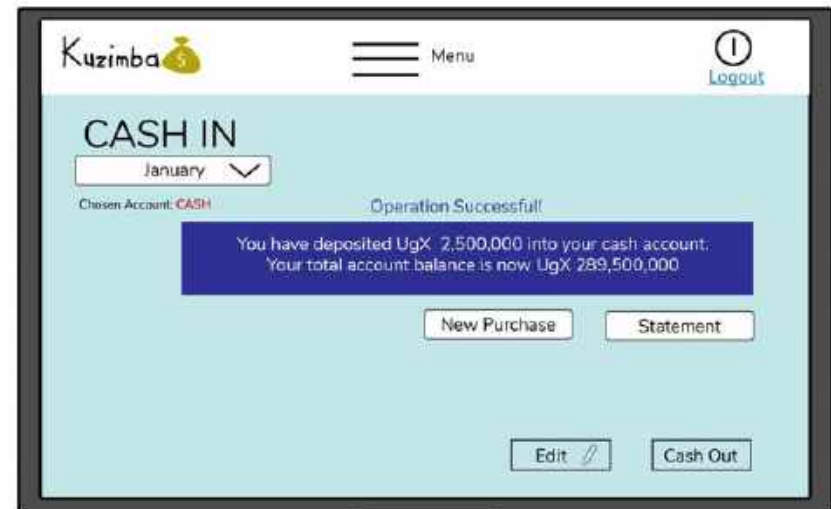 Kuzimba $
Menu
Logout
CASH IN
January
Chosen Account: CASH
Operation Successful!
You have deposited UgX 2,500,000 into your cash account.
Your total account balance is now UgX 289,500,000
New Purchase
Statement
Edit
Cash Out